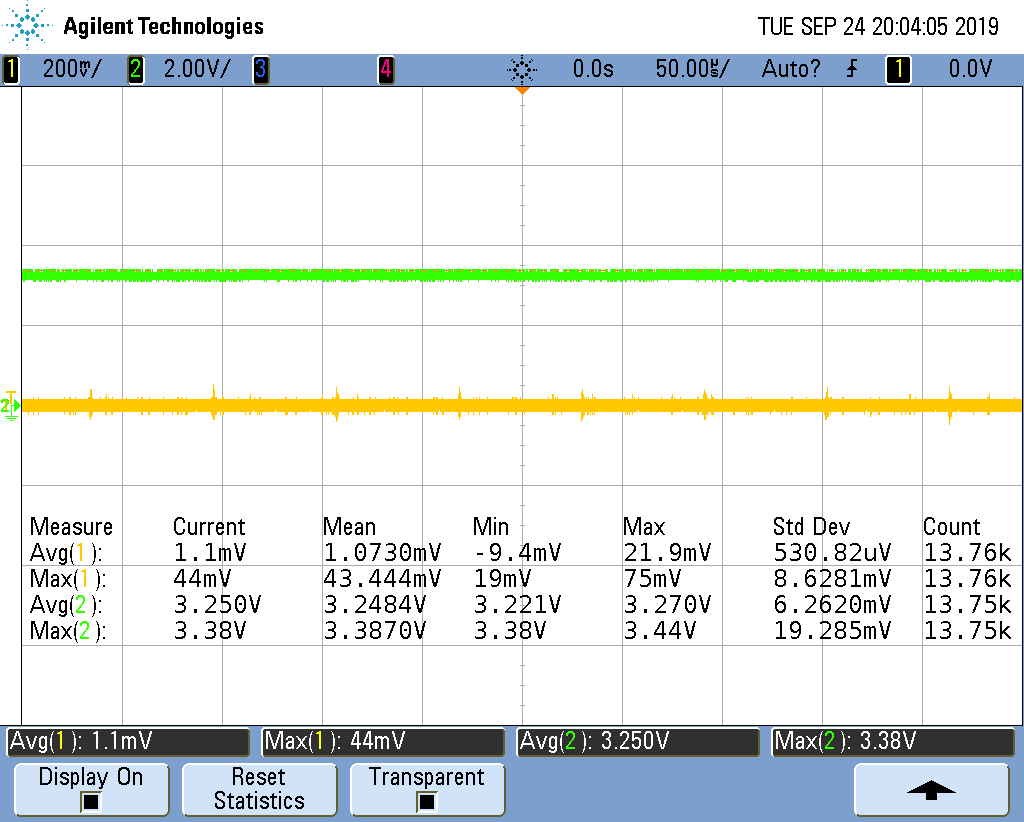 Agilent Technologies TUE SEP 24 20:04:05 2019
1 200mV/ 2 2.00V/ 3 4 0.0s 50.00us/ Auto? 1 0.0V
2
Measure Current Mean Min Max Std Dev Count
Avg(1): 1.1mV 1.0730mV -9.4mV 21.9mV 530.82uV 13.76k
Max(1): 44mV 43.444mV 19mV 75mV 8.6281mV 13.76k
Avg(2): 3.250V 3.2484V 3.221V 3.270V 6.2620mV 13.75k
Max(2): 3.38V 3.3870V 3.38V 3.44V 19.285mV 13.75k
Avg(1): 1.1mV Max(1): 44mV Avg(2): 3.250V Max(2): 3.38V
Display On Reset Statistics Transparent